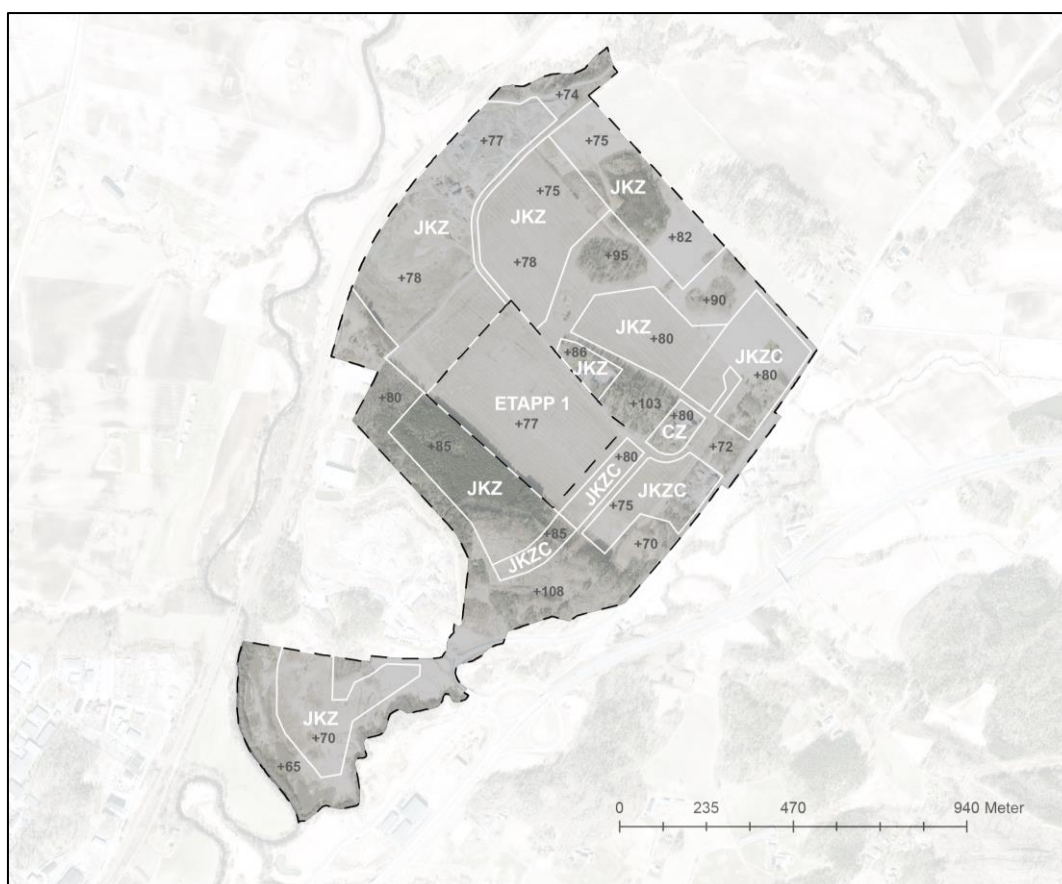 +74
+77
+75
JKZ
+75
JKZ
JKZ
+82
+95
+78
+78
+90
JKZ
+80
+86
JKZ
JKZC
+80
ETAPP 1
+77
+103
+80
CZ
+80
+85
+72
+80
JKZC
JKZC
+75
JKZ
+85
JKZC
+70
+108
JKZ
+70
+65
0 235 470 940 Meter